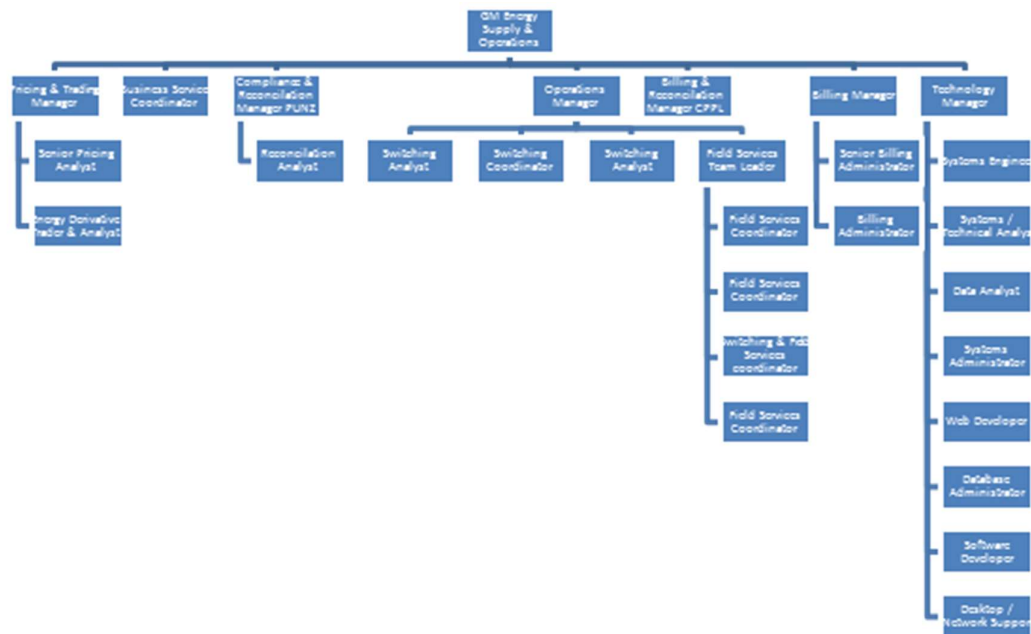 GM Energy
Supply &
Operations
Pricing & Trading
Manager
Business Service
Coordinator
Compliance &
Reconciliation
Manager PUNZ
Operations
Manager
Billing &
Reconciliation
Manager CPPL
Billing Manager
Technology
Manager
Senior Pricing
Analyst
Reconciliation
Analyst
Switching
Analyst
Switching
Coordinator
Switching
Analyst
Field Services
Team Leader
Senior Billing
Administrator
Systems Engineer
Energy Derivative
Trader & Analyst
Field Services
Coordinator
Billing
Administrator
Systems /
Technical Analyst
Field Services
Coordinator
Data Analyst
Switching & Field
Services
coordinator
Systems
Administrator
Field Services
Coordinator
Web Developer
Database
Administrator
Software
Developer
Desktop /
Network Support